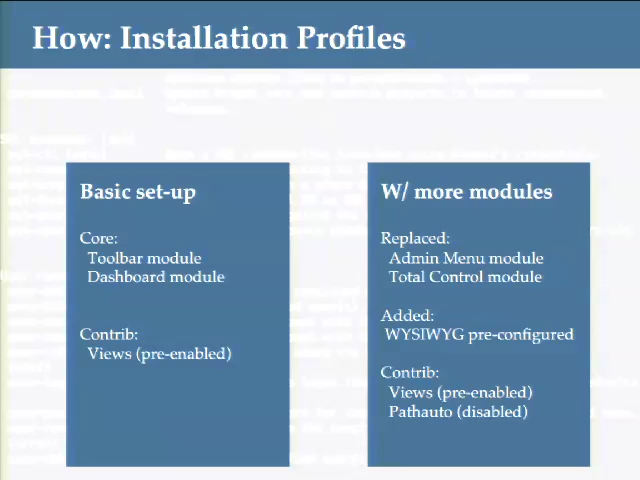 How: Installation Profiles
Basic set-up
Core:
Toolbar module
Dashboard module
Contrib:
Views (pre-enabled)
W/ more modules
Replaced:
Admin Menu module
Total Control module
Added:
WYSIWYG pre-configured
Contrib:
Views (pre-enabled)
Pathauto (disabled)